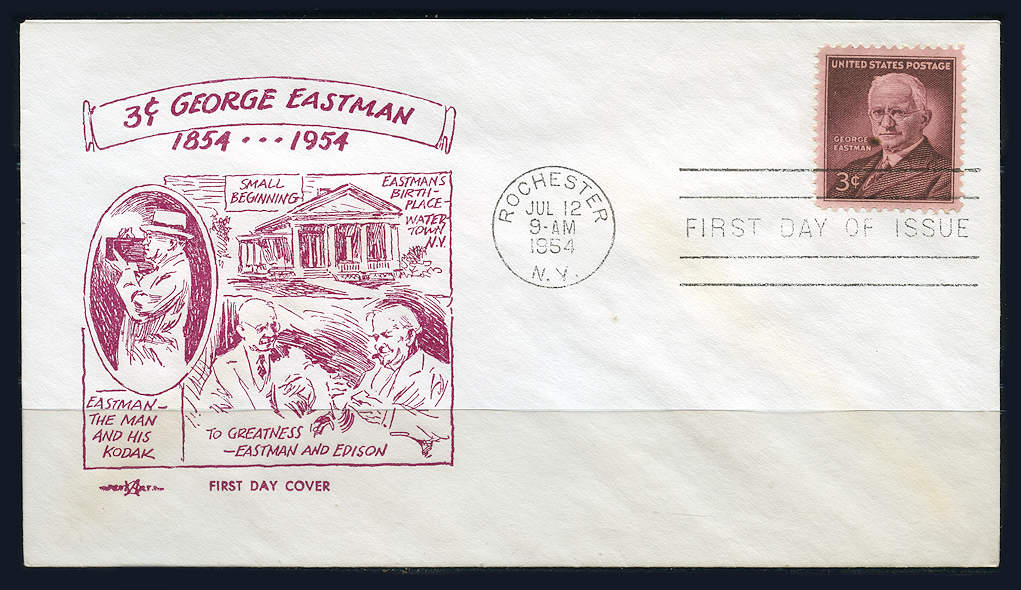 3¢ GEORGE EASTMAN
1854 ••• 1954
SMALL
BEGINNING
EASTMAN'S
BIRTH-
PLACE-
WATER
TOWN
N.Y.
EASTMAN-
THE MAN
AND HIS
KODAK
TO GREATNESS
-EASTMAN AND EDISON
FIRST DAY COVER
ROCHESTER
JUL 12
9-AM
1954
N.Y.
UNITED STATES POSTAGE
GEORGE
EASTMAN
3¢
FIRST DAY OF ISSUE